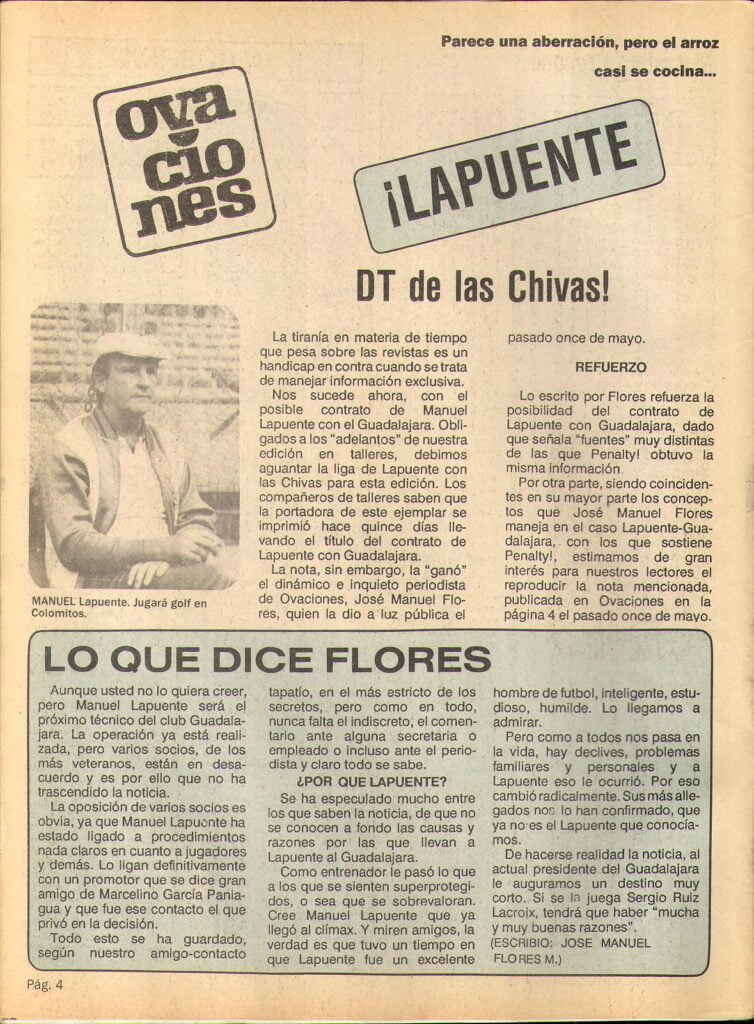 Parece una aberración, pero el arroz
casi se cocina...
ova
cio
nes
¡LAPUENTE
DT de las Chivas!
MANUEL Lapuente. Jugará golf en
Colomitos.
La tiranía en materia de tiempo
que pesa sobre las revistas es un
handicap en contra cuando se trata
de manejar información exclusiva.
Nos sucede ahora, con el
posible contrato de Manuel
Lapuente con el Guadalajara. Obli-
gados a los "adelantos" de nuestra
edición en talleres, debimos
aguantar la liga de Lapuente con
las Chivas para esta edición. Los
compañeros de talleres saben que
la portadora de este ejemplar se
imprimió hace quince días lle-
vando el título del contrato de
Lapuente con Guadalajara.
La nota, sin embargo, la "ganó"
el dinámico e inquieto periodista
de Ovaciones, José Manuel Flo-
res, quien la dio a luz pública el
pasado once de mayo.
REFUERZO
Lo escrito por Flores refuerza la
posibilidad del contrato de
Lapuente con Guadalajara, dado
que señala "fuentes" muy distintas
de las que Penalty! obtuvo la
misma información.
Por otra parte, siendo coinciden-
tes en su mayor parte los concep-
tos que José Manuel Flores
maneja en el caso Lapuente-Gua-
dalajara, con los que sostiene
Penalty!, estimamos de gran
interés para nuestros lectores el
reproducir la nota mencionada,
publicada en Ovaciones en la
página 4 el pasado once de mayo.
LO QUE DICE FLORES
Aunque usted no lo quiera creer,
pero Manuel Lapuente será el
próximo técnico del club Guadala-
jara. La operación ya está reali-
zada, pero varios socios, de los
más veteranos, están en desa-
cuerdo y es por ello que no ha
trascendido la noticia.
La oposición de varios socios es
obvia, ya que Manuel Lapuente ha
estado ligado a procedimientos
nada claros en cuanto a jugadores
y demás. Lo ligan definitivamente
con un promotor que se dice gran
amigo de Marcelino García Pania-
gua y que fue ese contacto el que
privó en la decisión.
Todo esto se ha guardado,
según nuestro amigo-contacto
tapatío, en el más estricto de los
secretos, pero como en todo,
nunca falta el indiscreto, el comen-
tario ante alguna secretaria o
empleado o incluso ante el perio-
dista y claro todo se sabe.
¿POR QUE LAPUENTE?
Se ha especulado mucho entre
los que saben la noticia, de que no
se conocen a fondo las causas y
razones por las que llevan a
Lapuente al Guadalajara.
Como entrenador le pasó lo que
a los que se sienten superprotegi-
dos, o sea que se sobrevaloran.
Cree Manuel Lapuente que ya
llegó al clímax. Y miren amigos, la
verdad es que tuvo un tiempo en
que Lapuente fue un excelente
hombre de futbol, inteligente, estu-
dioso, humilde. Lo llegamos a
admirar.
Pero como a todos nos pasa en
la vida, hay declives, problemas
familiares y personales y a
Lapuente eso le ocurrió. Por eso
cambió radicalmente. Sus más alle-
gados nos lo han confirmado, que
ya no es el Lapuente que conocía-
mos.
De hacerse realidad la noticia, al
actual presidente del Guadalajara
le auguramos un destino muy
corto. Si se la juega Sergio Ruiz
Lacroix, tendrá que haber "mucha
y muy buenas razones".
(ESCRIBIO: JOSE MANUEL
FLORES M.)
Pág. 4